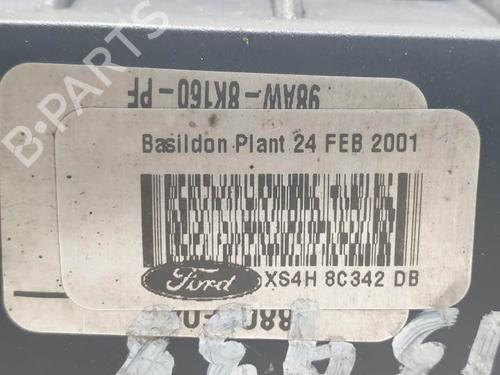 B-PARTS
98AW-8K160-PF
Basildon Plant 24 FEB 2001
Ford
XS4H 8C342 DB